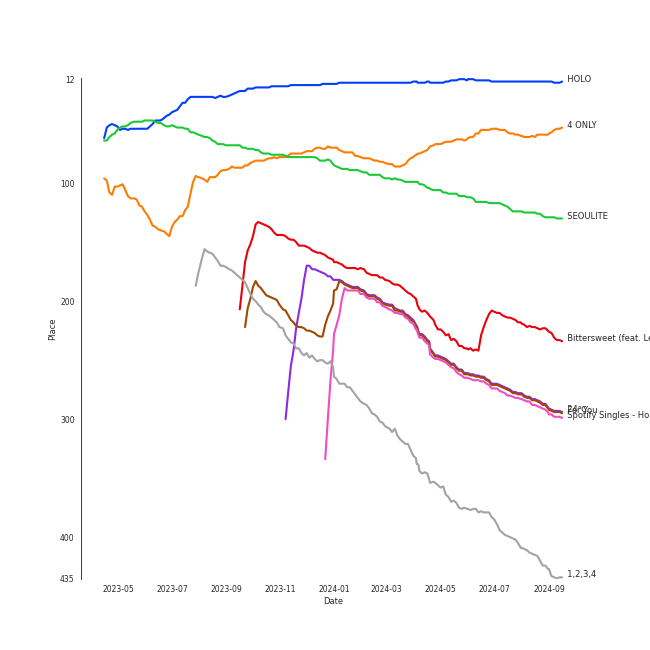 12
100
200
300
400
435
Place
2023-05
2023-07
2023-09
2023-11
2024-01
2024-03
2024-05
2024-07
2024-09
Date
HOLO
4 ONLY
SEOULITE
Bittersweet (feat. Le
You
Spotify Singles - Ho
1,2,3,4